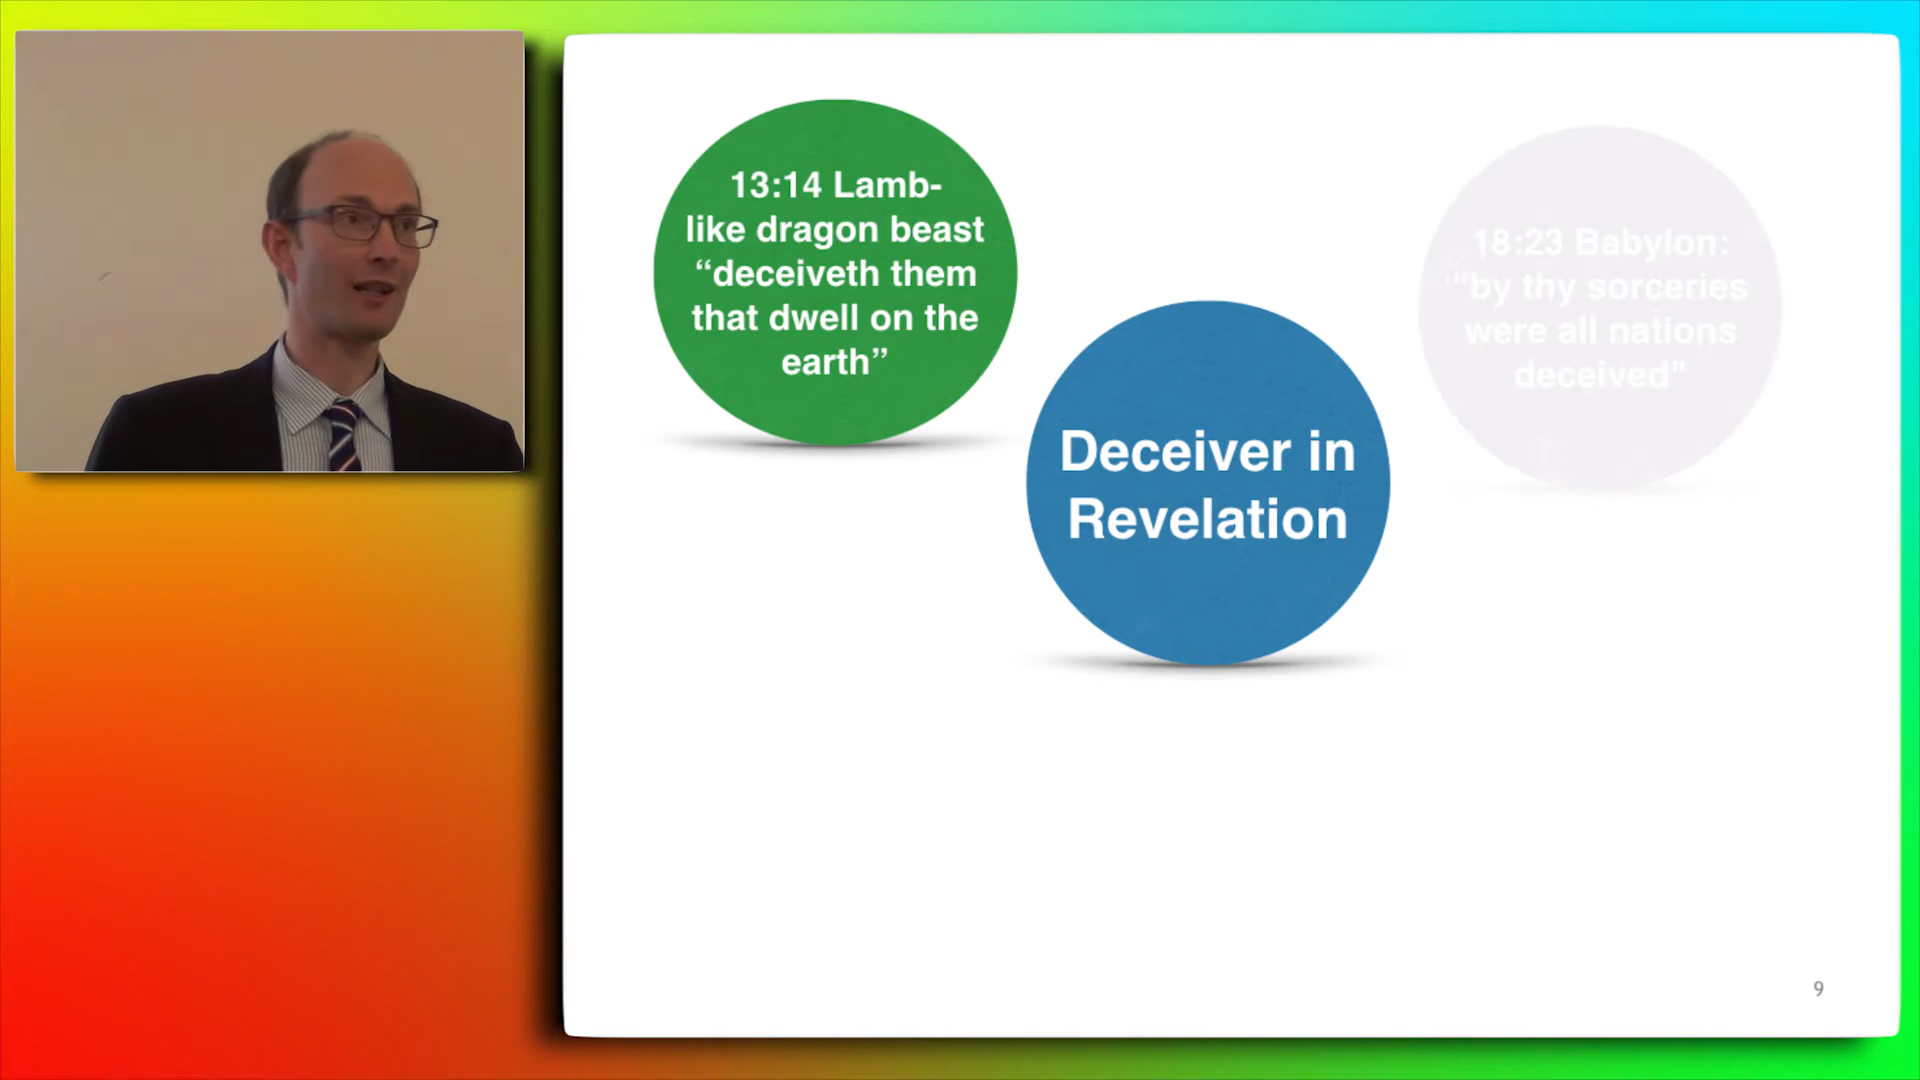 13:14 Lamb-
like dragon beast
“deceiveth them
that dwell on the
earth”
Deceiver in
Revelation
18:23 Babylon:
"by thy sorceries
were all nations
deceived"
9